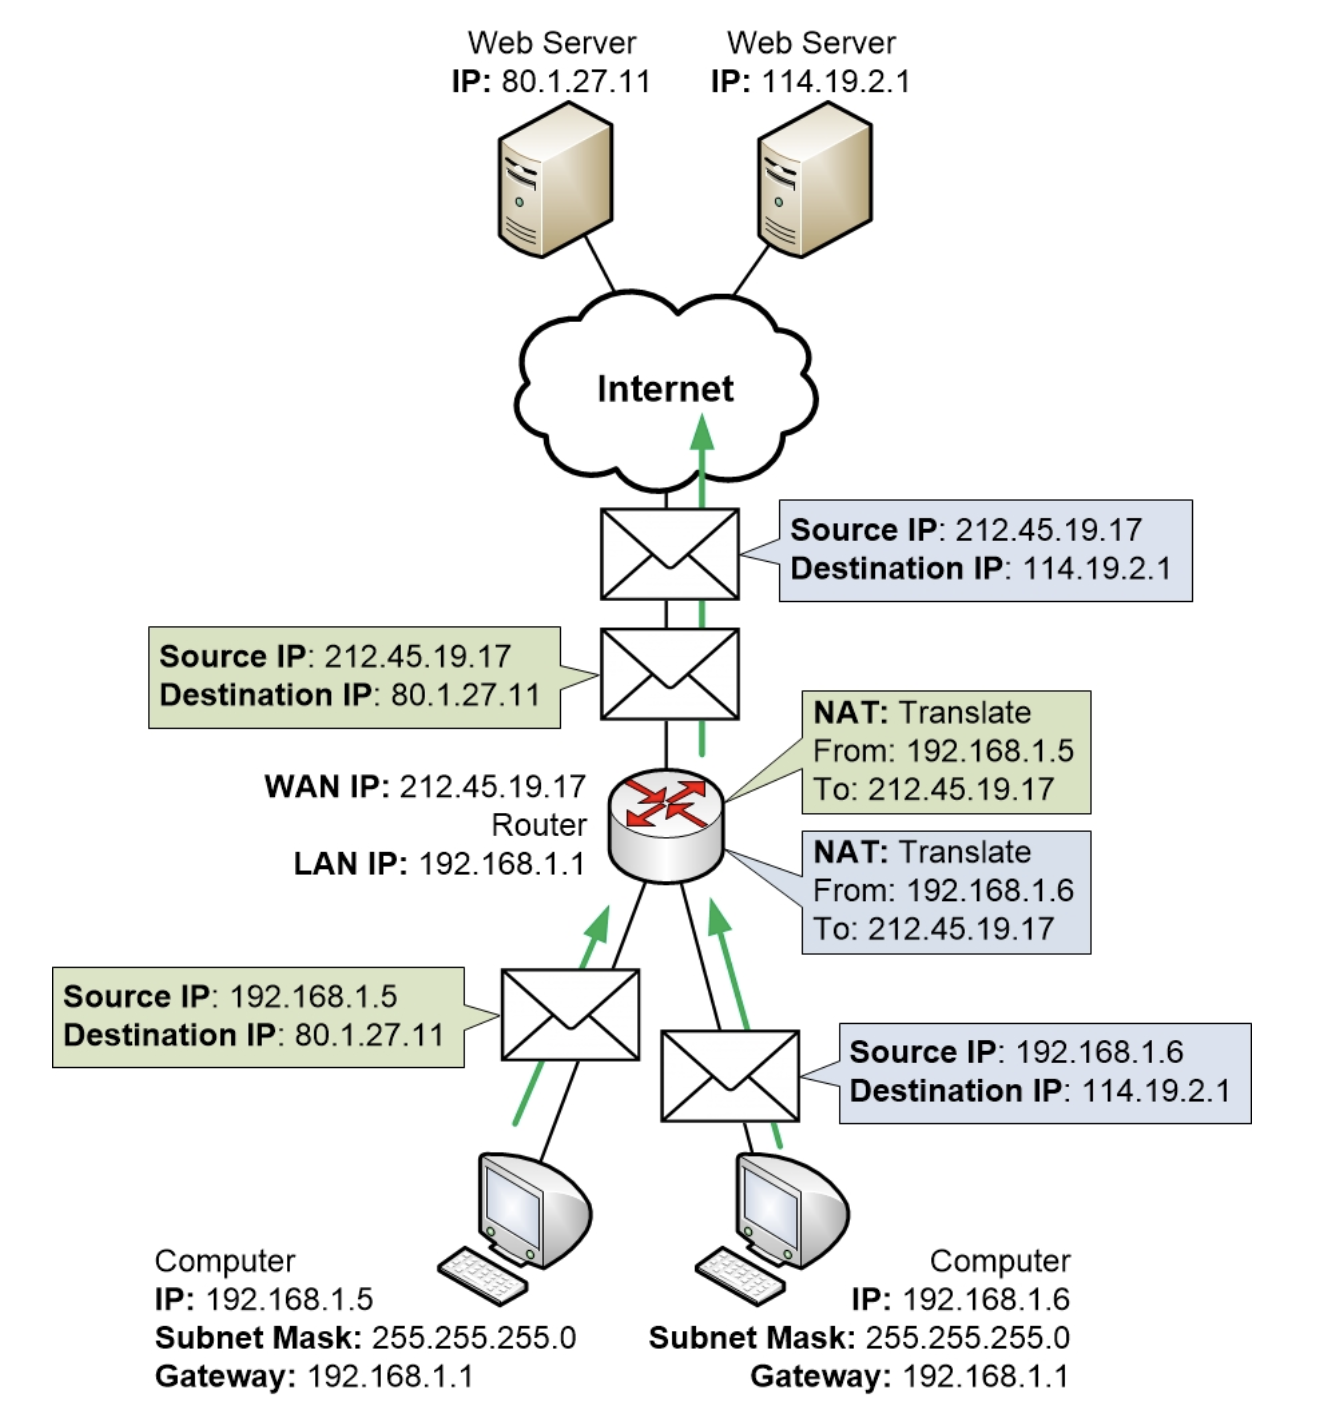 Web Server
IP: 80.1.27.11
Web Server
IP: 114.19.2.1
Internet
Source IP: 212.45.19.17
Destination IP: 114.19.2.1
Source IP: 212.45.19.17
Destination IP: 80.1.27.11
NAT: Translate
From: 192.168.1.5
To: 212.45.19.17
WAN IP: 212.45.19.17
Router
LAN IP: 192.168.1.1
NAT: Translate
From: 192.168.1.6
To: 212.45.19.17
Source IP: 192.168.1.5
Destination IP: 80.1.27.11
Source IP: 192.168.1.6
Destination IP: 114.19.2.1
Computer
IP: 192.168.1.5
Subnet Mask: 255.255.255.0
Gateway: 192.168.1.1
Computer
IP: 192.168.1.6
Subnet Mask: 255.255.255.0
Gateway: 192.168.1.1